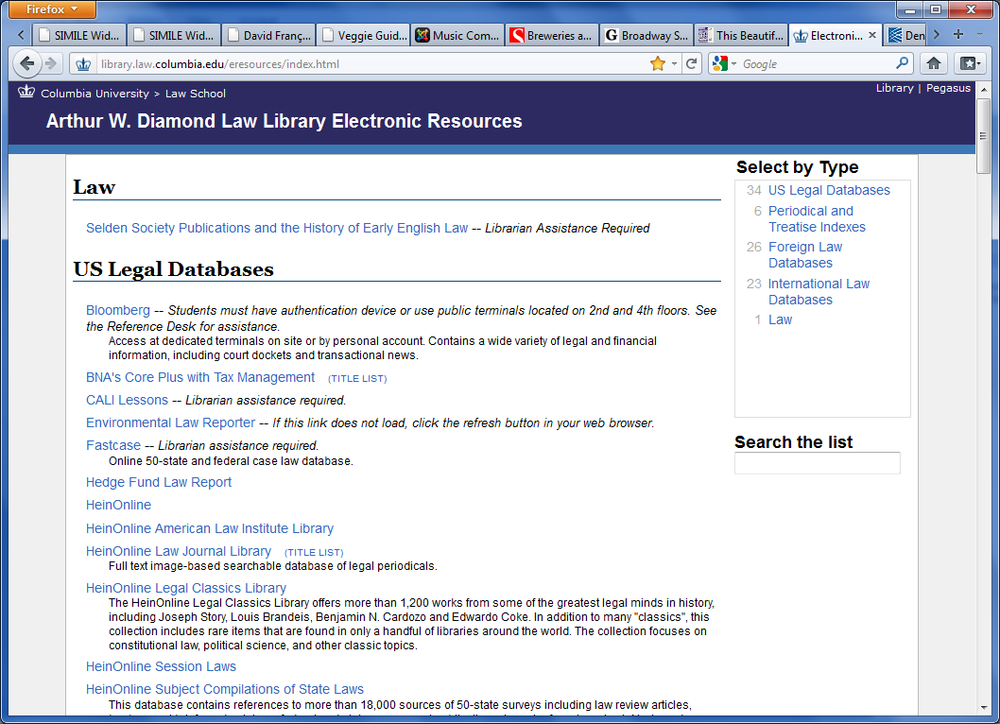 Firefox
SIMILE Wid...
SIMILE Wid...
David Franç...
Veggie Guid...
Music Com...
Breweries a...
Broadway S...
This Beautif...
Electroni...
Den
library.law.columbia.edu/eresources/index.html
Google
Columbia University > Law School
Library | Pegasus
Arthur W. Diamond Law Library Electronic Resources
Law
Selden Society Publications and the History of Early English Law -- Librarian Assistance Required
US Legal Databases
Bloomberg -- Students must have authentication device or use public terminals located on 2nd and 4th floors. See
the Reference Desk for assistance.
Access at dedicated terminals on site or by personal account. Contains a wide variety of legal and financial
information, including court dockets and transactional news.
BNA's Core Plus with Tax Management (TITLE LIST)
CALI Lessons -- Librarian assistance required.
Environmental Law Reporter -- If this link does not load, click the refresh button in your web browser.
Fastcase -- Librarian assistance required.
Online 50-state and federal case law database.
Hedge Fund Law Report
HeinOnline
HeinOnline American Law Institute Library
HeinOnline Law Journal Library (TITLE LIST)
Full text image-based searchable database of legal periodicals.
HeinOnline Legal Classics Library
The HeinOnline Legal Classics Library offers more than 1,200 works from some of the greatest legal minds in history,
including Joseph Story, Louis Brandeis, Benjamin N. Cardozo and Edwardo Coke. In addition to many "classics", this
collection includes rare items that are found in only a handful of libraries around the world. The collection focuses on
constitutional law, political science, and other classic topics.
HeinOnline Session Laws
HeinOnline Subject Compilations of State Laws
This database contains references to more than 18,000 sources of 50-state surveys including law review articles,
Select by Type
34 US Legal Databases
6 Periodical and
Treatise Indexes
26 Foreign Law
Databases
23 International Law
Databases
1 Law
Search the list